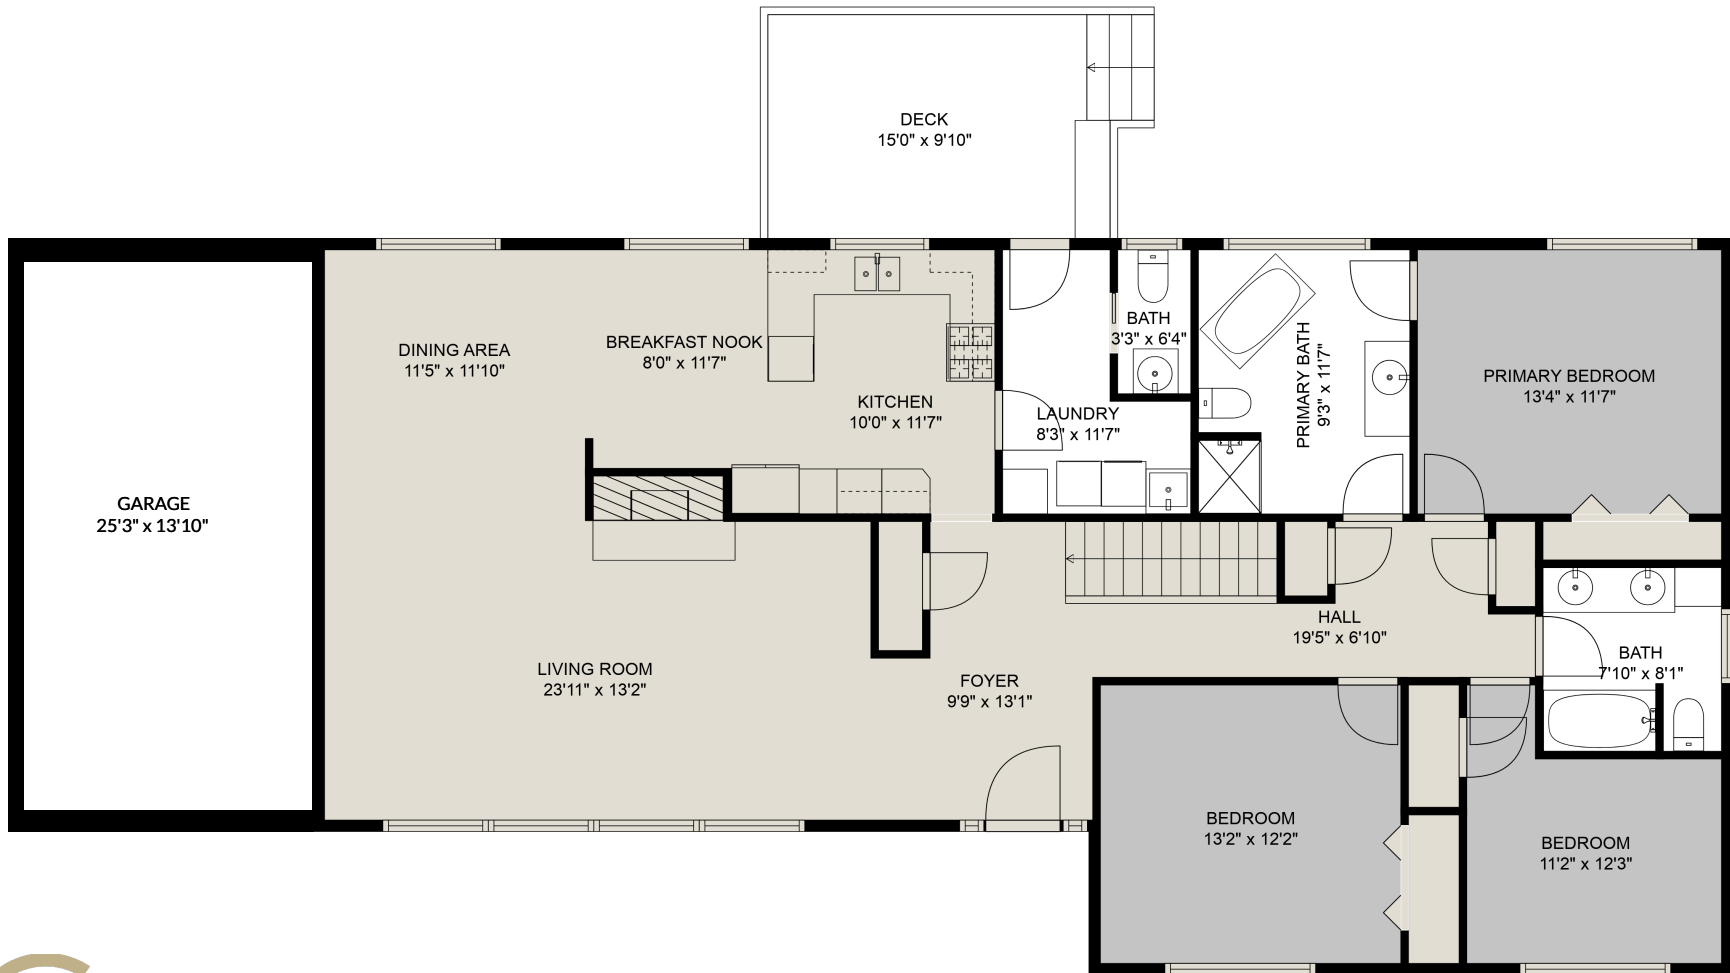 DECK
15'0" x 9'10"
BATH
3'3" x 6'4"
DINING AREA
11'5" x 11'10"
BREAKFAST NOOK
8'0" x 11'7"
KITCHEN
10'0" x 11'7"
LAUNDRY
8'3" x 11'7"
PRIMARY BATH
9'3" x 11'7"
PRIMARY BEDROOM
13'4" x 11'7"
GARAGE
25'3" x 13'10"
HALL
19'5" x 6'10"
BATH
7'10" x 8'1"
LIVING ROOM
23'11" x 13'2"
FOYER
9'9" x 13'1"
BEDROOM
13'2" x 12'2"
BEDROOM
11'2" x 12'3"